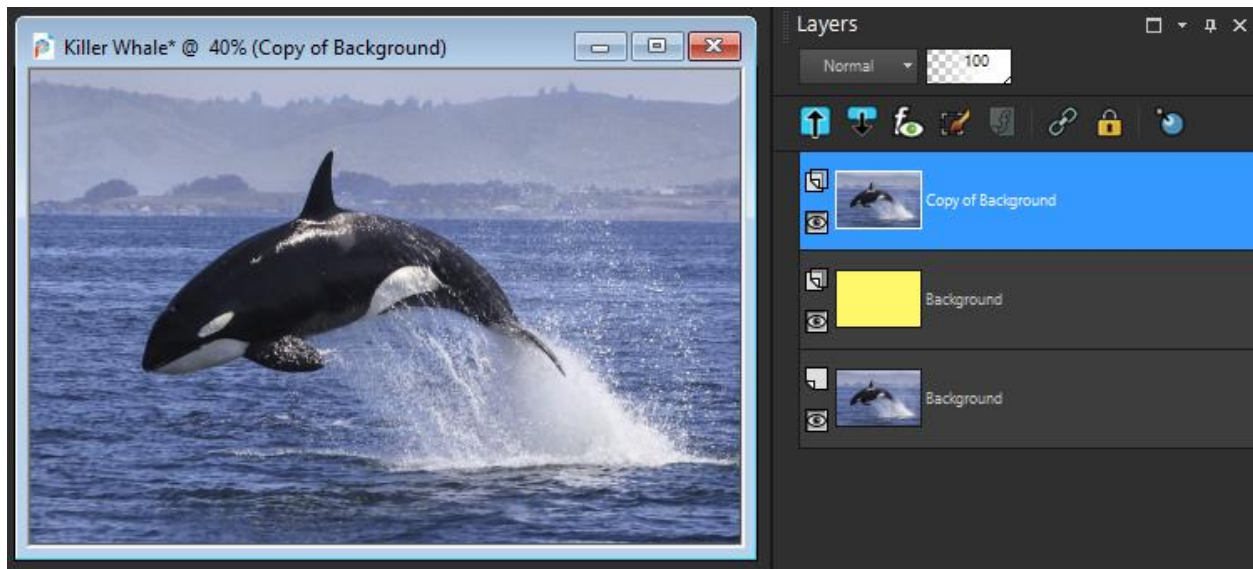 Killer Whale* @ 40% (Copy of Background)
Layers
Normal
100
Copy of Background
Background
Background